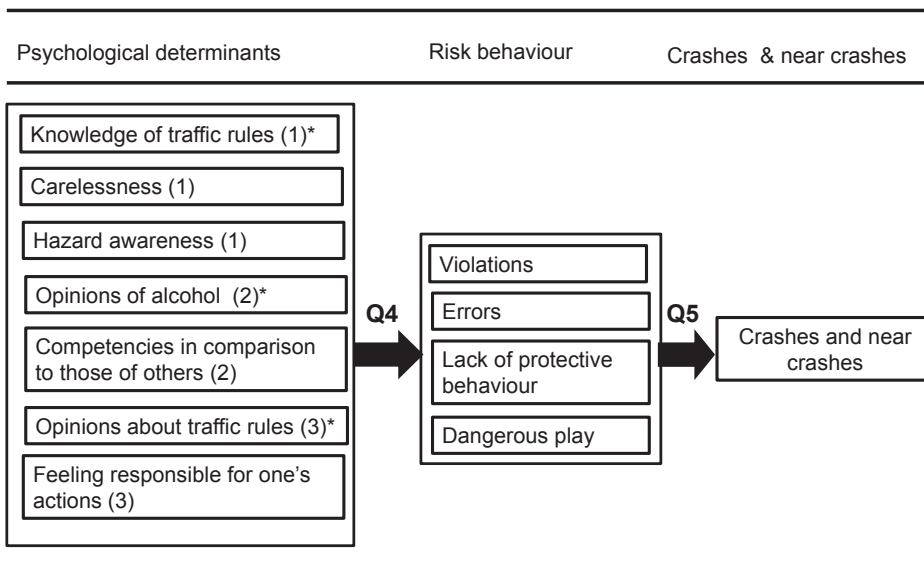 Psychological determinants
Risk behaviour
Crashes & near crashes
Knowledge of traffic rules (1)*
Carelessness (1)
Hazard awareness (1)
Opinions of alcohol (2)*
Competencies in comparison
to those of others (2)
Opinions about traffic rules (3)*
Feeling responsible for one's
actions (3)
Q4
Violations
Errors
Lack of protective
behaviour
Dangerous play
Q5
Crashes and near
crashes